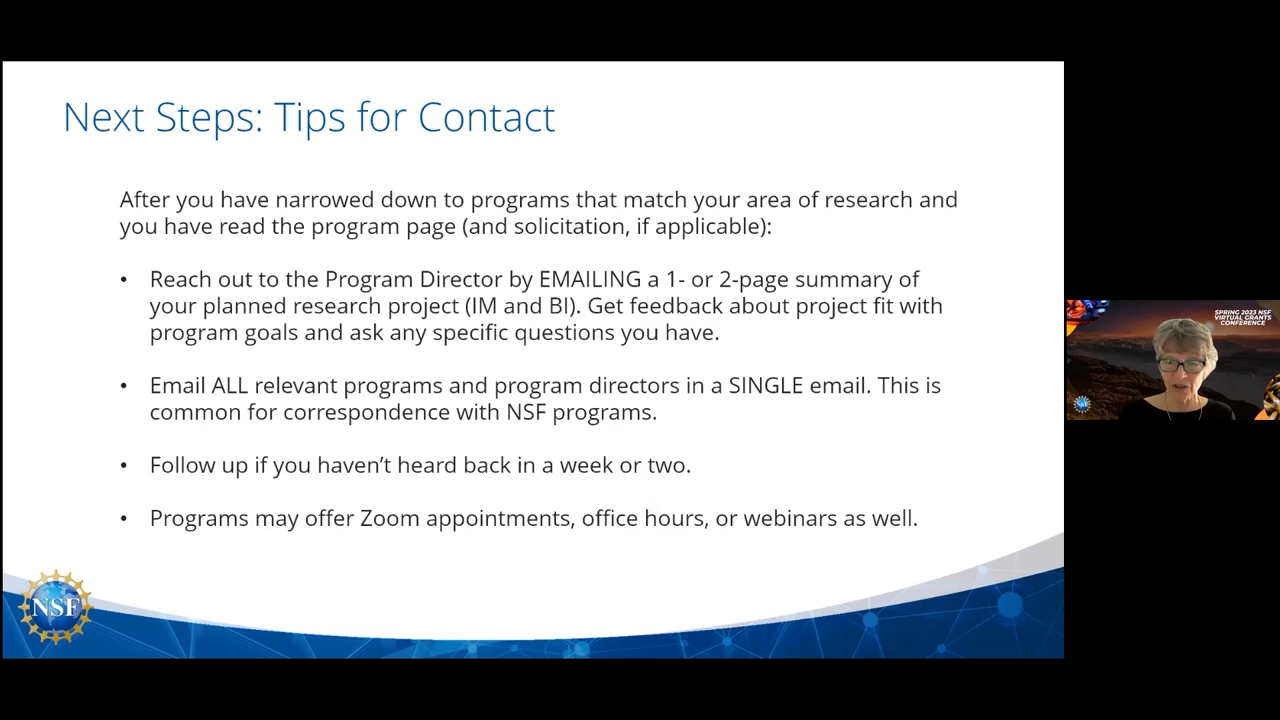 Next Steps: Tips for Contact
After you have narrowed down to programs that match your area of research and
you have read the program page (and solicitation, if applicable):
• Reach out to the Program Director by EMAILING a 1- or 2-page summary of
your planned research project (IM and BI). Get feedback about project fit with
program goals and ask any specific questions you have.
• Email ALL relevant programs and program directors in a SINGLE email. This is
common for correspondence with NSF programs.
• Follow up if you haven’t heard back in a week or two.
• Programs may offer Zoom appointments, office hours, or webinars as well.
NSF
SPRING 2023 NSF
VIRTUAL GRANTS
CONFERENCE